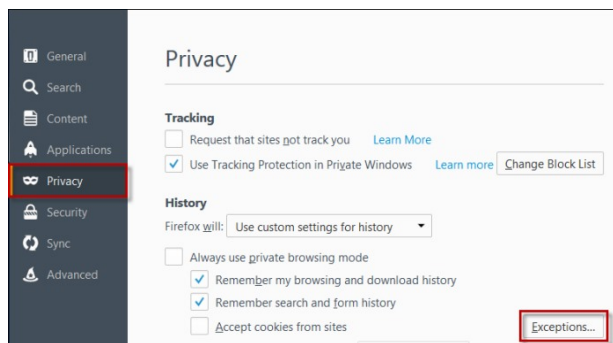 General
Search
Content
Applications
Privacy
Security
Sync
Advanced
Privacy
Tracking
Request that sites not track you Learn More
Use Tracking Protection in Private Windows Learn more Change Block List
History
Firefox will: Use custom settings for history
Always use private browsing mode
Remember my browsing and download history
Remember search and form history
Accept cookies from sites Exceptions...